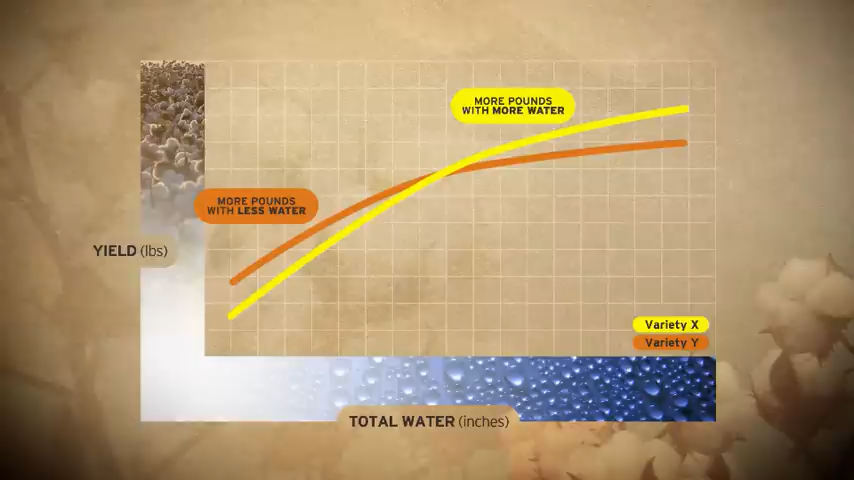 MORE POUNDS
WITH MORE WATER
MORE POUNDS
WITH LESS WATER
YIELD (lbs)
Variety X
Variety Y
TOTAL WATER (inches)